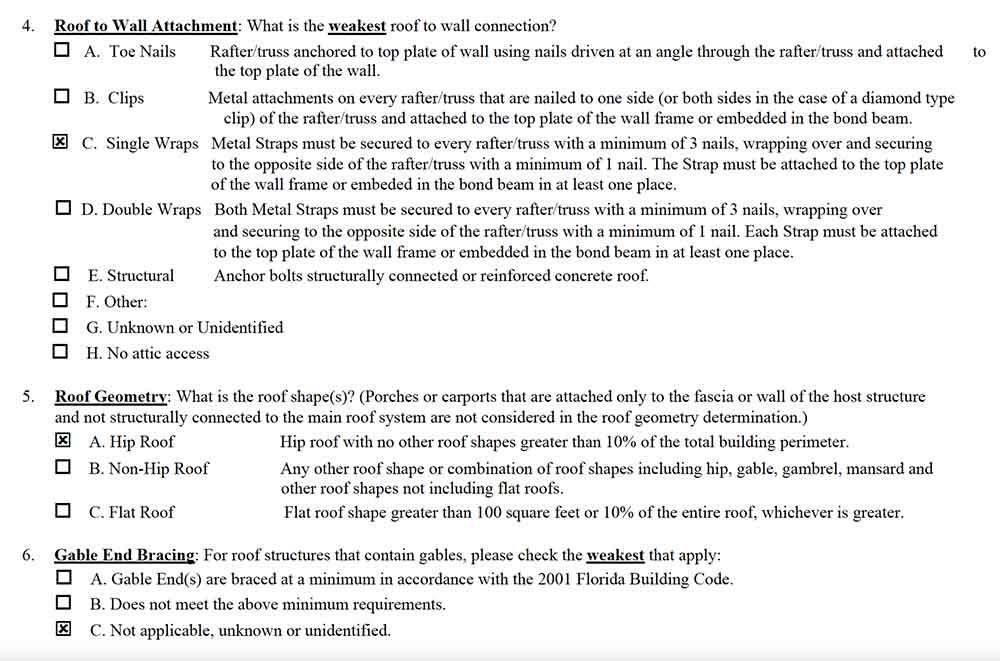 4. Roof to Wall Attachment: What is the weakest roof to wall connection?
☐ A. Toe Nails Rafter/truss anchored to top plate of wall using nails driven at an angle through the rafter/truss and attached to
the top plate of the wall.
☐ B. Clips Metal attachments on every rafter/truss that are nailed to one side (or both sides in the case of a diamond type
clip) of the rafter/truss and attached to the top plate of the wall frame or embedded in the bond beam.
☒ C. Single Wraps Metal Straps must be secured to every rafter/truss with a minimum of 3 nails, wrapping over and securing
to the opposite side of the rafter/truss with a minimum of 1 nail. The Strap must be attached to the top plate
of the wall frame or embeded in the bond beam in at least one place.
☐ D. Double Wraps Both Metal Straps must be secured to every rafter/truss with a minimum of 3 nails, wrapping over
and securing to the opposite side of the rafter/truss with a minimum of 1 nail. Each Strap must be attached
to the top plate of the wall frame or embedded in the bond beam in at least one place.
☐ E. Structural Anchor bolts structurally connected or reinforced concrete roof.
☐ F. Other:
☐ G. Unknown or Unidentified
☐ H. No attic access
5. Roof Geometry: What is the roof shape(s)? (Porches or carports that are attached only to the fascia or wall of the host structure
and not structurally connected to the main roof system are not considered in the roof geometry determination.)
☒ A. Hip Roof Hip roof with no other roof shapes greater than 10% of the total building perimeter.
☐ B. Non-Hip Roof Any other roof shape or combination of roof shapes including hip, gable, gambrel, mansard and
other roof shapes not including flat roofs.
☐ C. Flat Roof Flat roof shape greater than 100 square feet or 10% of the entire roof, whichever is greater.
6. Gable End Bracing: For roof structures that contain gables, please check the weakest that apply:
☐ A. Gable End(s) are braced at a minimum in accordance with the 2001 Florida Building Code.
☐ B. Does not meet the above minimum requirements.
☒ C. Not applicable, unknown or unidentified.